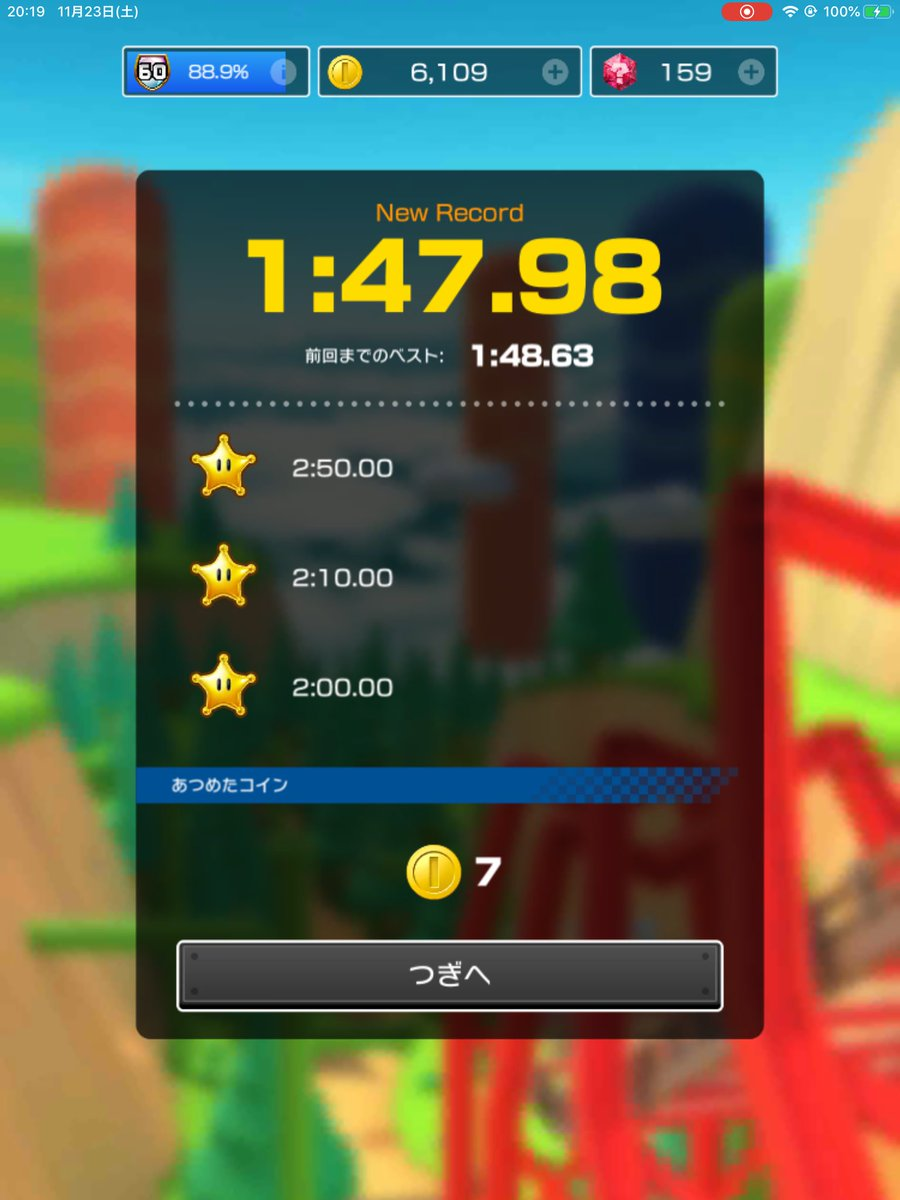 20:19 11月23日(土) 100%
60 88.9% i 6,109 + 159 +
New Record
1:47.98
前回までのベスト: 1:48.63
2:50.00
2:10.00
2:00.00
あつめたコイン
7
つぎへ